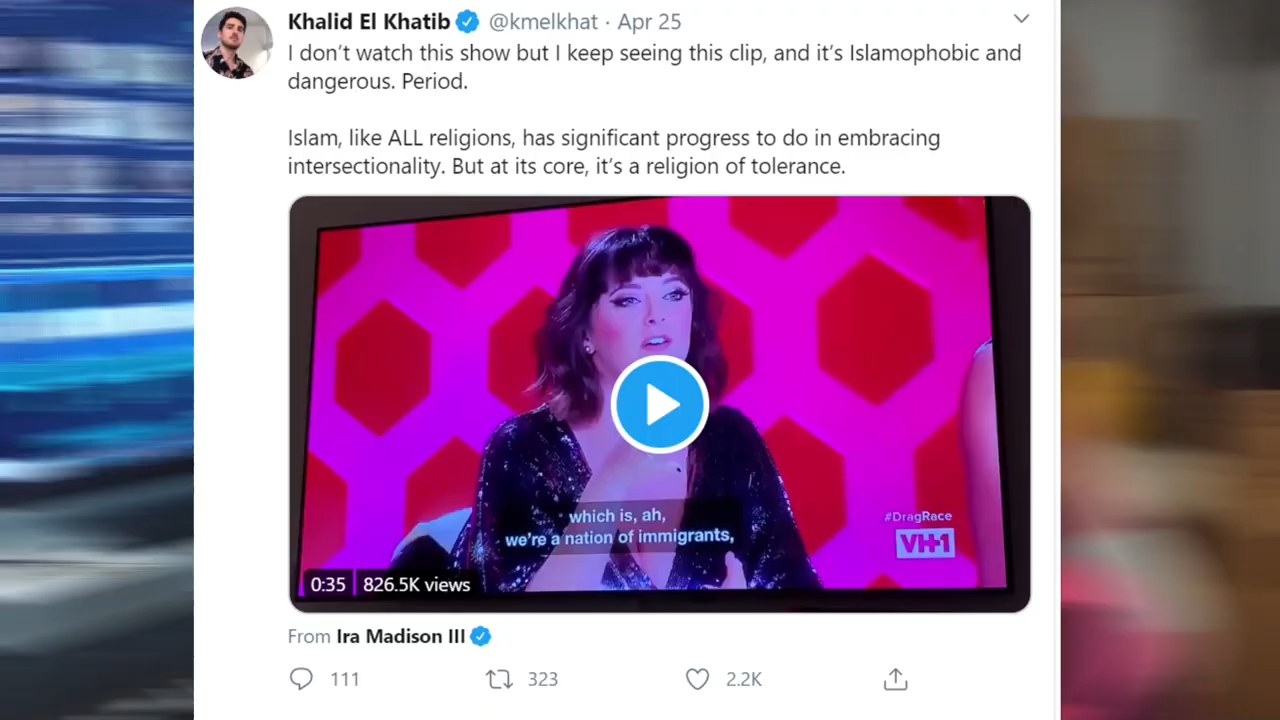 Khalid El Khatib @kmelkhat · Apr 25
I don’t watch this show but I keep seeing this clip, and it’s Islamophobic and
dangerous. Period.
Islam, like ALL religions, has significant progress to do in embracing
intersectionality. But at its core, it’s a religion of tolerance.
which is, ah,
we're a nation of immigrants,
#DragRace
VH1
0:35 826.5K views
From Ira Madison III
111 323 2.2K